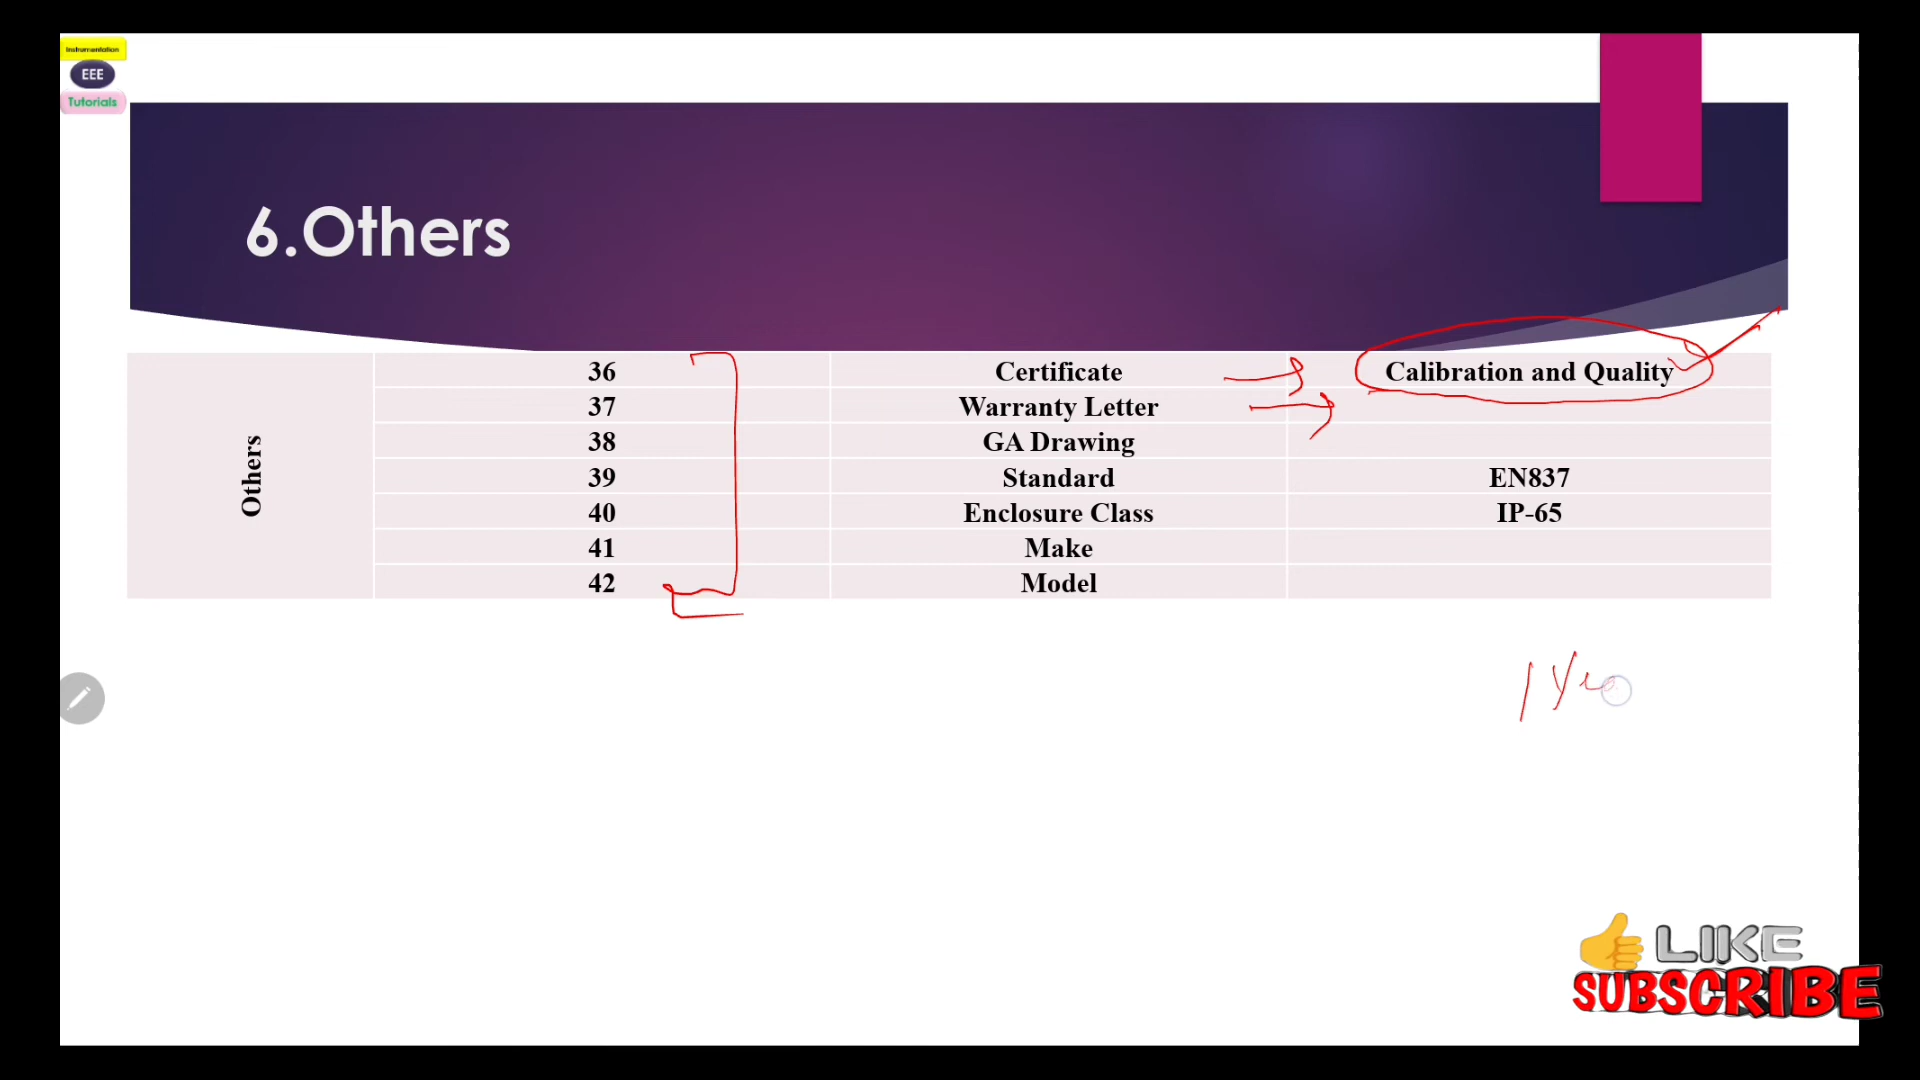 Instrumentation
EEE
Tutorials
6.Others
Others
36 Certificate Calibration and Quality
37 Warranty Letter
38 GA Drawing
39 Standard EN837
40 Enclosure Class IP-65
41 Make
42 Model
LIKE
SUBSCRIBE